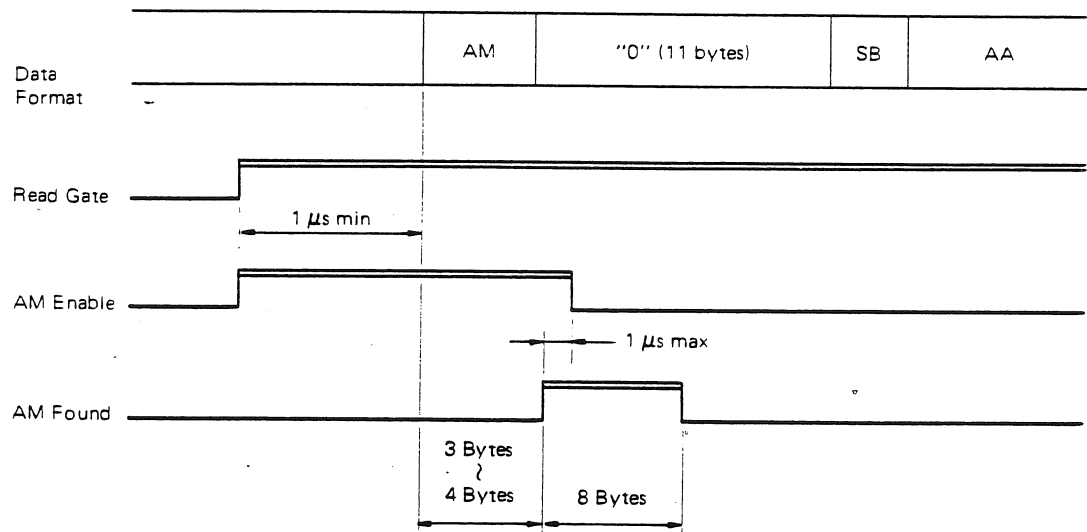 AM
"0" (11 bytes)
SB
AA
Data
Format
Read Gate
1 μs min
AM Enable
1 μs max
AM Found
3 Bytes
~
4 Bytes
8 Bytes